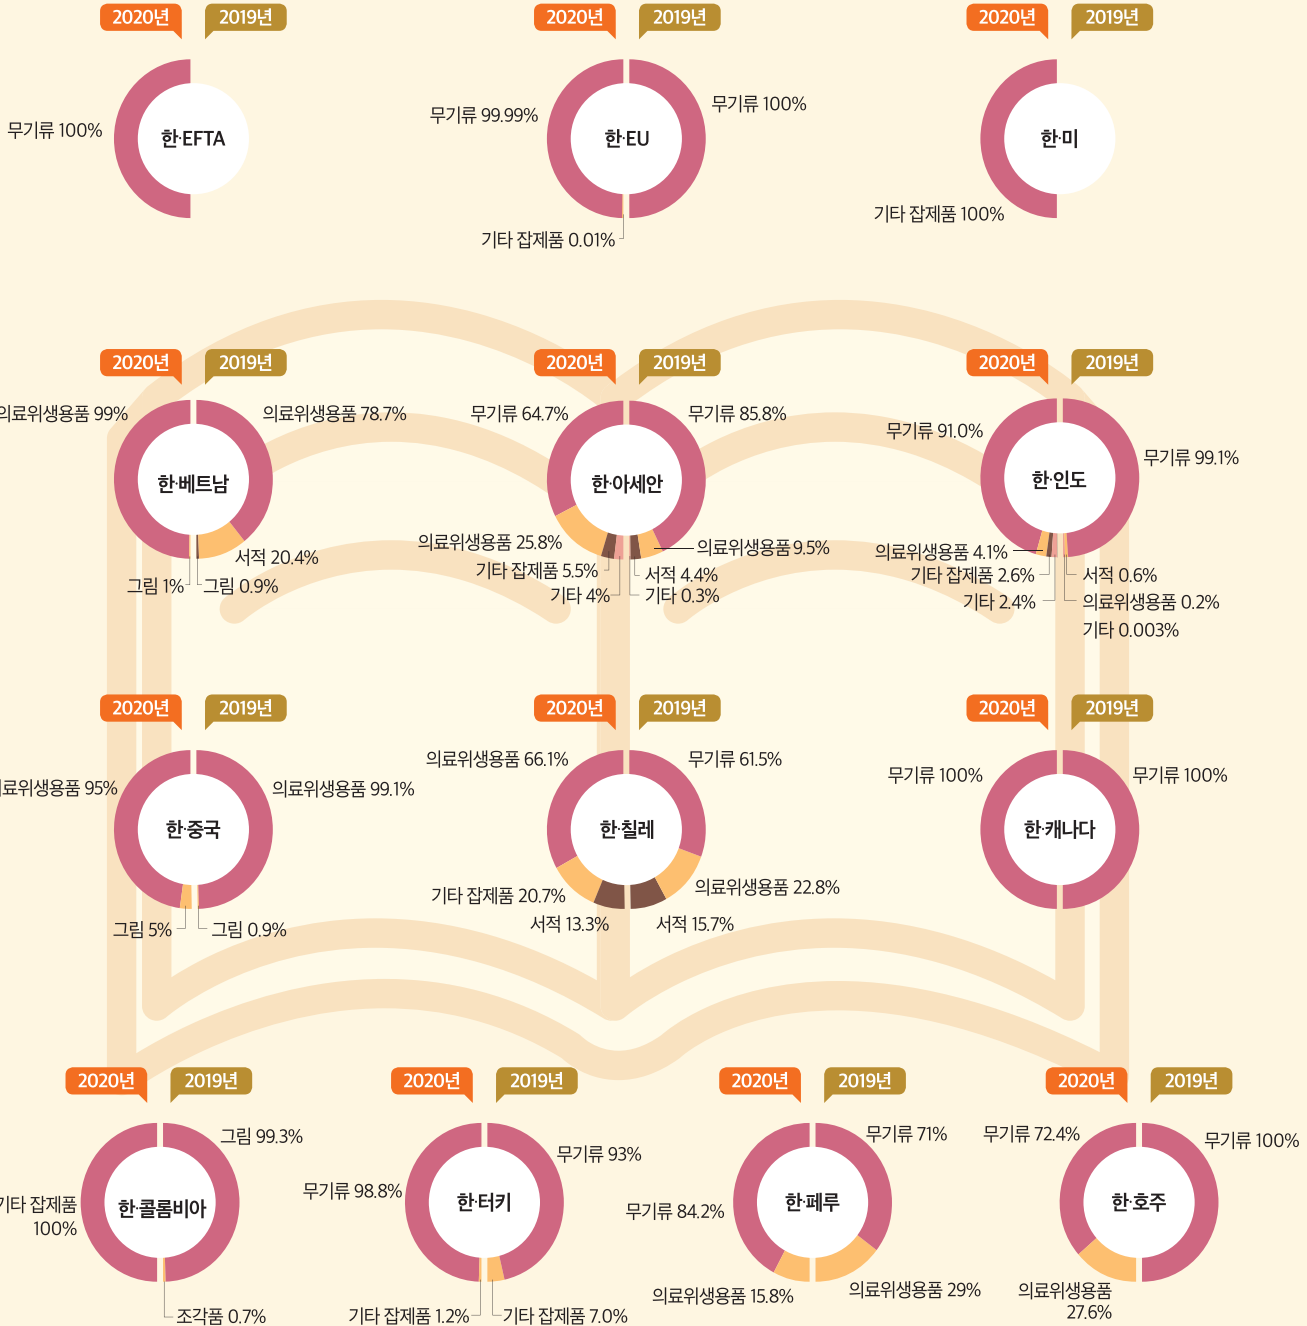 2020년 2019년
무기류 100%
한·EFTA
2020년 2019년
무기류 99.99%
무기류 100%
한·EU
기타 잡제품 0.01%
2020년 2019년
한·미
기타 잡제품 100%
2020년 2019년
의료위생용품 99%
의료위생용품 78.7%
한·베트남
서적 20.4%
그림 1%
그림 0.9%
2020년 2019년
무기류 64.7%
무기류 85.8%
한·아세안
의료위생용품 25.8%
의료위생용품 9.5%
기타 잡제품 5.5%
서적 4.4%
기타 4%
기타 0.3%
2020년 2019년
무기류 91.0%
무기류 99.1%
한·인도
의료위생용품 4.1%
기타 잡제품 2.6%
서적 0.6%
기타 2.4%
의료위생용품 0.2%
기타 0.003%
2020년 2019년
료위생용품 95%
의료위생용품 99.1%
한·중국
그림 5%
그림 0.9%
2020년 2019년
의료위생용품 66.1%
무기류 61.5%
한·칠레
기타 잡제품 20.7%
의료위생용품 22.8%
서적 13.3%
서적 15.7%
2020년 2019년
무기류 100%
무기류 100%
한·캐나다
2020년 2019년
그림 99.3%
기타 잡제품
100%
한·콜롬비아
조각품 0.7%
2020년 2019년
무기류 93%
무기류 98.8%
한·터키
기타 잡제품 1.2%
기타 잡제품 7.0%
2020년 2019년
무기류 71%
무기류 84.2%
한·페루
의료위생용품 15.8%
의료위생용품 29%
2020년 2019년
무기류 72.4%
무기류 100%
한·호주
의료위생용품
27.6%